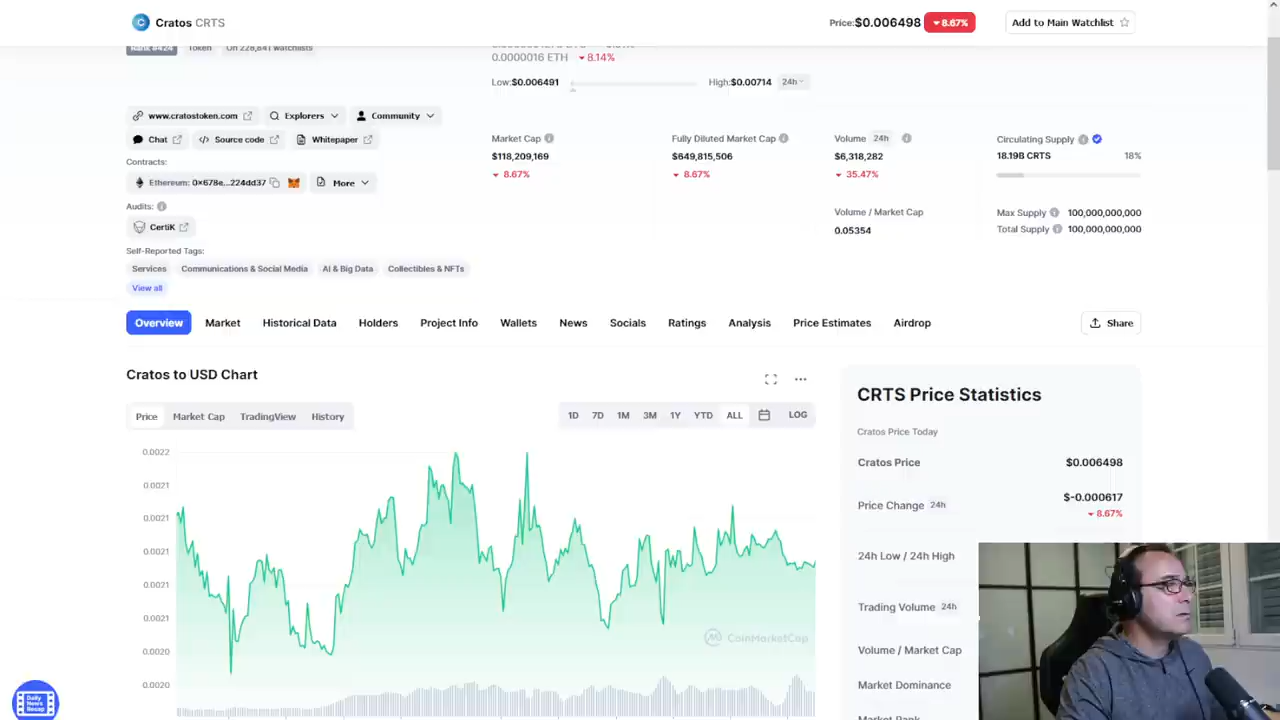 Cratos CRTS
Price:$0.006498 8.67%
Add to Main Watchlist
Rank #424 Token On 228,841 watchlists
0.0000016 ETH 8.14%
Low:$0.006491 High:$0.00714 24h
www.cratostoken.com Explorers Community
Chat Source code Whitepaper
Contracts:
Ethereum: 0x678e...224dd37 More
Audits:
CertiK
Self-Reported Tags:
Services Communications & Social Media AI & Big Data Collectibles & NFTs
View all
Market Cap
$118,209,169
8.67%
Fully Diluted Market Cap
$649,815,506
8.67%
Volume 24h
$6,318,282
35.47%
Volume / Market Cap
0.05354
Circulating Supply
18.19B CRTS 18%
Max Supply 100,000,000,000
Total Supply 100,000,000,000
Overview Market Historical Data Holders Project Info Wallets News Socials Ratings Analysis Price Estimates Airdrop Share
Cratos to USD Chart
Price Market Cap TradingView History
1D 7D 1M 3M 1Y YTD ALL LOG
0.0022
0.0021
0.0021
0.0021
0.0021
0.0021
0.0020
0.0020
CoinMarketCap
CRTS Price Statistics
Cratos Price Today
Cratos Price $0.006498
Price Change 24h $-0.000617
8.67%
24h Low / 24h High
Trading Volume 24h
Volume / Market Cap
Market Dominance
Market Rank
Daily
News
Recap